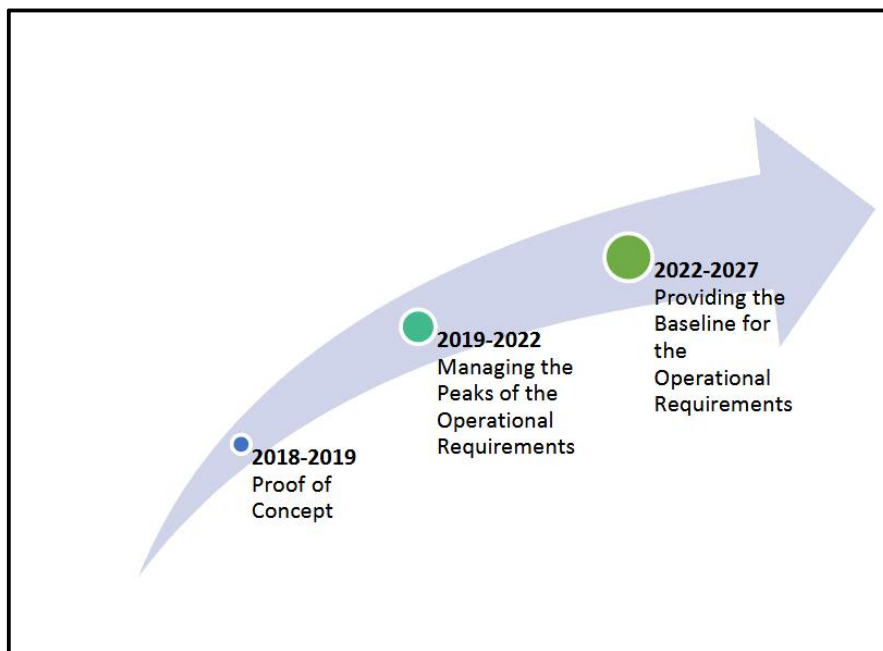 2022-2027
Providing the
Baseline for
the
Operational
Requirements
2019-2022
Managing the
Peaks of the
Operational
Requirements
2018-2019
Proof of
Concept